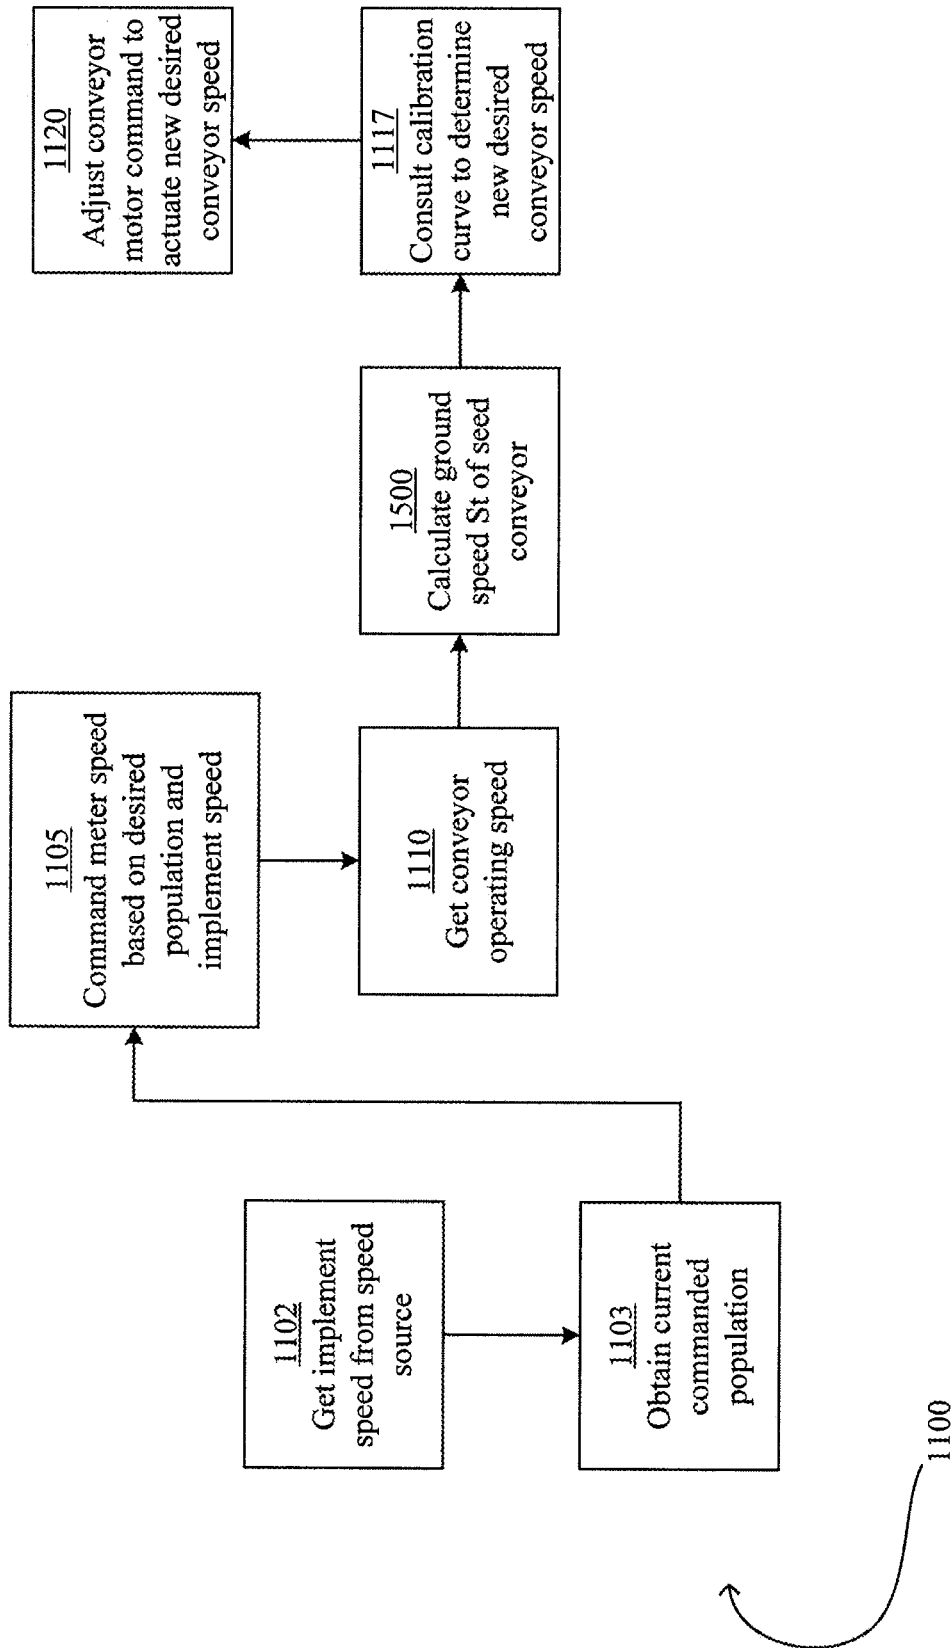 1102
Get implement
speed from speed
source
1103
Obtain current
commanded
population
1105
Command meter speed
based on desired
population and
implement speed
1110
Get conveyor
operating speed
1500
Calculate ground
speed St of seed
conveyor
1117
Consult calibration
curve to determine
new desired
conveyor speed
1120
Adjust conveyor
motor command to
actuate new desired
conveyor speed
1100